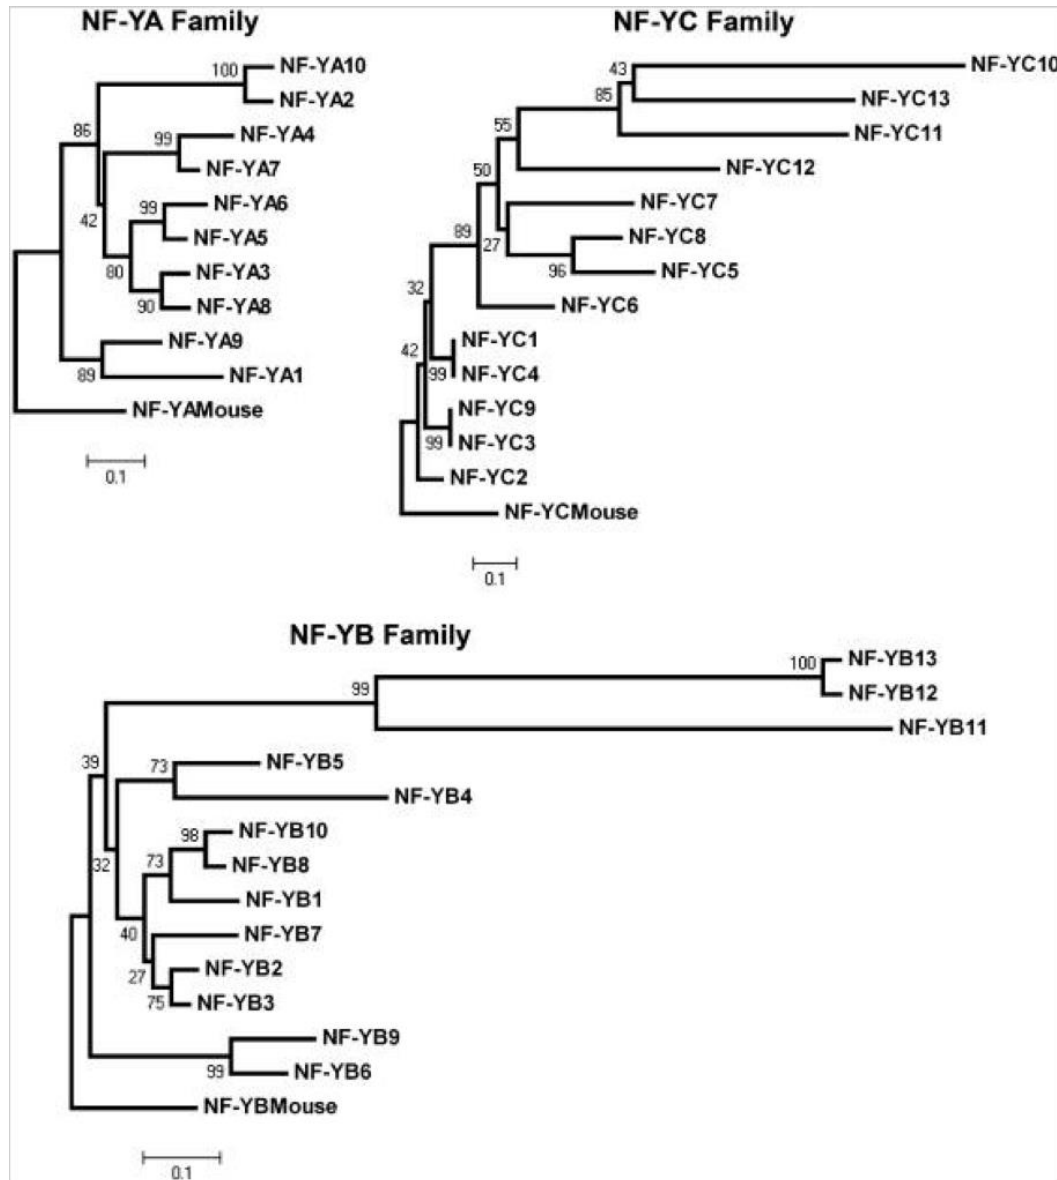 NF-YA Family
100
NF-YA10
NF-YA2
86
99
NF-YA4
NF-YA7
42
99
NF-YA6
NF-YA5
80
NF-YA3
90
NF-YA8
NF-YA9
89
NF-YA1
NF-YAMouse
0.1
NF-YC Family
43
NF-YC10
85
NF-YC13
NF-YC11
55
NF-YC12
50
NF-YC7
89
27
NF-YC8
96
NF-YC5
32
NF-YC6
42
NF-YC1
99
NF-YC4
NF-YC9
99
NF-YC3
NF-YC2
NF-YCMouse
0.1
NF-YB Family
100
NF-YB13
99
NF-YB12
NF-YB11
39
73
NF-YB5
NF-YB4
32
98
NF-YB10
73
NF-YB8
NF-YB1
40
NF-YB7
27
NF-YB2
75
NF-YB3
NF-YB9
99
NF-YB6
NF-YBMouse
0.1